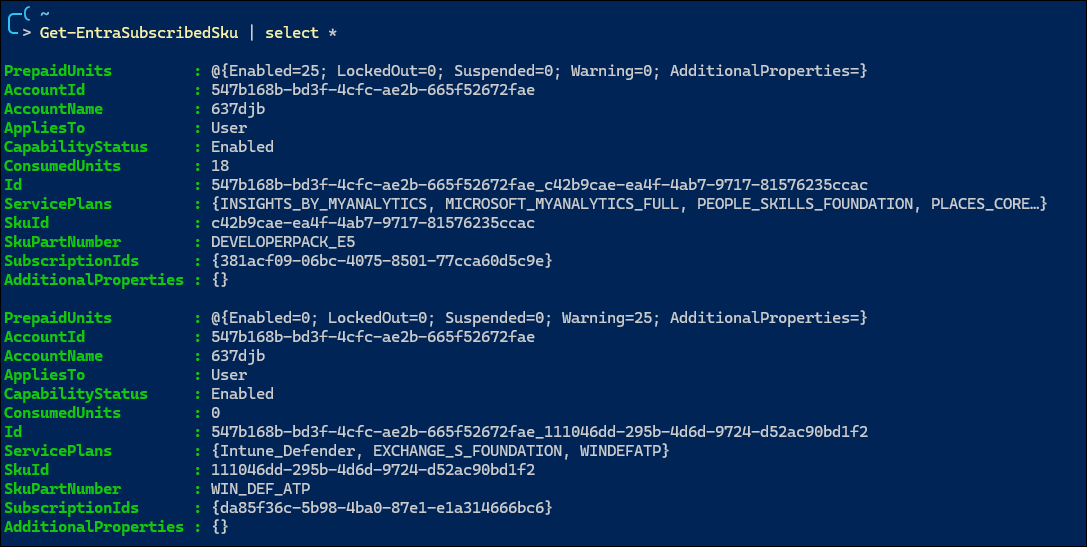 ~
> Get-EntraSubscribedSku | select *
PrepaidUnits : @{Enabled=25; LockedOut=0; Suspended=0; Warning=0; AdditionalProperties=}
AccountId : 547b168b-bd3f-4cfc-ae2b-665f52672fae
AccountName : 637djb
AppliesTo : User
CapabilityStatus : Enabled
ConsumedUnits : 18
Id : 547b168b-bd3f-4cfc-ae2b-665f52672fae_c42b9cae-ea4f-4ab7-9717-81576235ccac
ServicePlans : {INSIGHTS_BY_MYANALYTICS, MICROSOFT_MYANALYTICS_FULL, PEOPLE_SKILLS_FOUNDATION, PLACES_CORE…}
SkuId : c42b9cae-ea4f-4ab7-9717-81576235ccac
SkuPartNumber : DEVELOPERPACK_E5
SubscriptionIds : {381acf09-06bc-4075-8501-77cca60d5c9e}
AdditionalProperties : {}
PrepaidUnits : @{Enabled=0; LockedOut=0; Suspended=0; Warning=25; AdditionalProperties=}
AccountId : 547b168b-bd3f-4cfc-ae2b-665f52672fae
AccountName : 637djb
AppliesTo : User
CapabilityStatus : Enabled
ConsumedUnits : 0
Id : 547b168b-bd3f-4cfc-ae2b-665f52672fae_111046dd-295b-4d6d-9724-d52ac90bd1f2
ServicePlans : {Intune_Defender, EXCHANGE_S_FOUNDATION, WINDEFATP}
SkuId : 111046dd-295b-4d6d-9724-d52ac90bd1f2
SkuPartNumber : WIN_DEF_ATP
SubscriptionIds : {da85f36c-5b98-4ba0-87e1-e1a314666bc6}
AdditionalProperties : {}